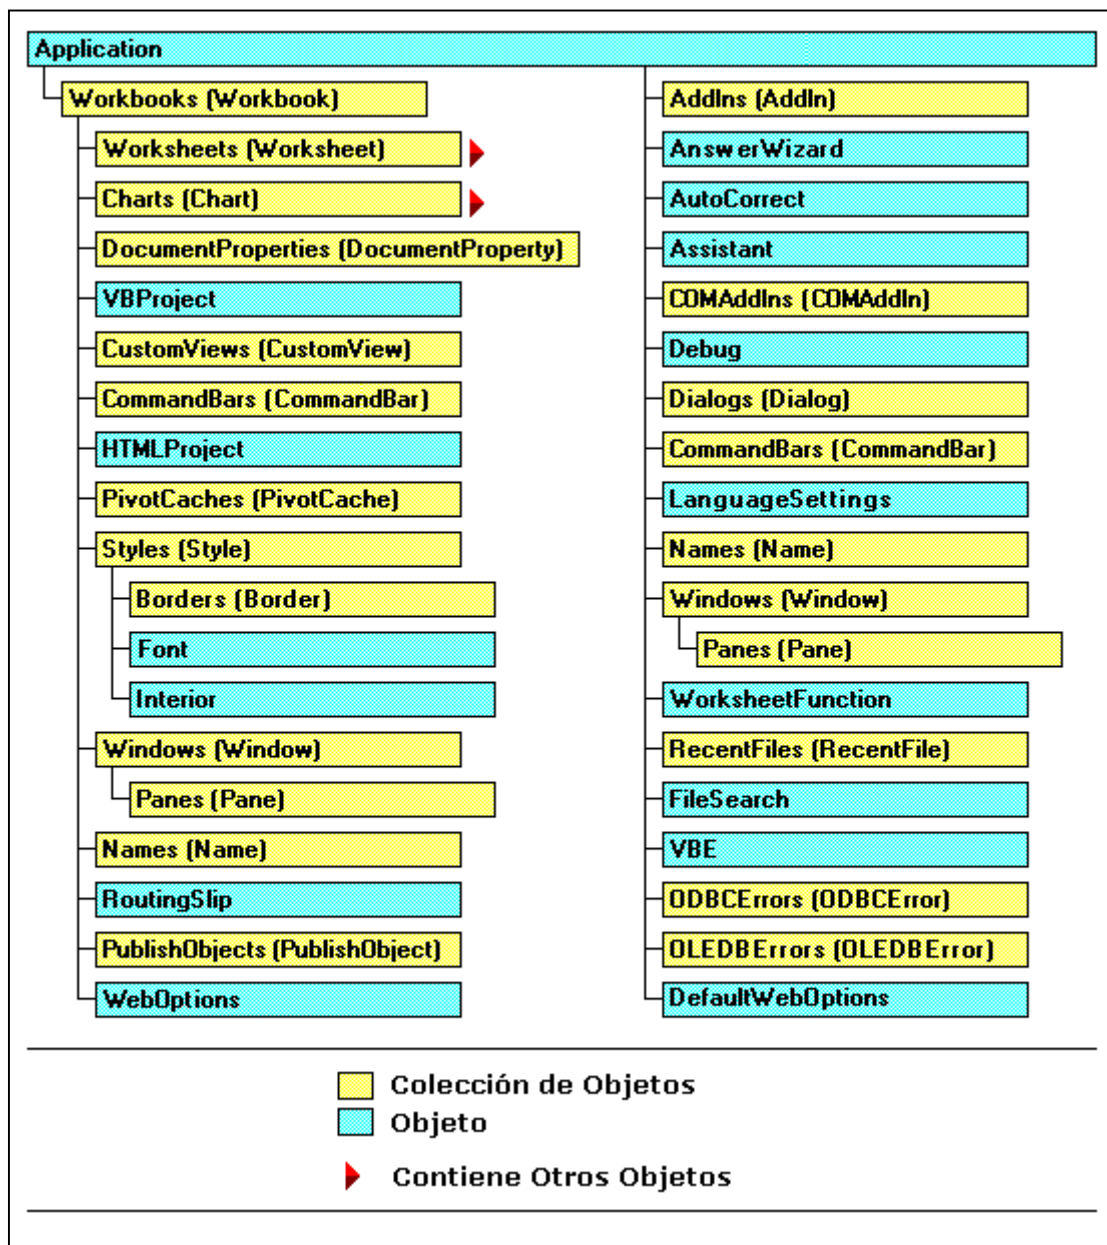 Application
Workbooks (Workbook)
Worksheets (Worksheet)
Charts (Chart)
DocumentProperties (DocumentProperty)
VBProject
CustomViews (CustomView)
CommandBars (CommandBar)
HTMLProject
PivotCaches (PivotCache)
Styles (Style)
Borders (Border)
Font
Interior
Windows (Window)
Panes (Pane)
Names (Name)
RoutingSlip
PublishObjects (PublishObject)
WebOptions
AddIns (AddIn)
AnswerWizard
AutoCorrect
Assistant
COMAddIns (COMAddIn)
Debug
Dialogs (Dialog)
CommandBars (CommandBar)
LanguageSettings
Names (Name)
Windows (Window)
Panes (Pane)
WorksheetFunction
RecentFiles (RecentFile)
FileSearch
VBE
ODBCErrors (ODBCError)
OLEDBErrors (OLEDBError)
DefaultWebOptions
Colección de Objetos
Objeto
Contiene Otros Objetos